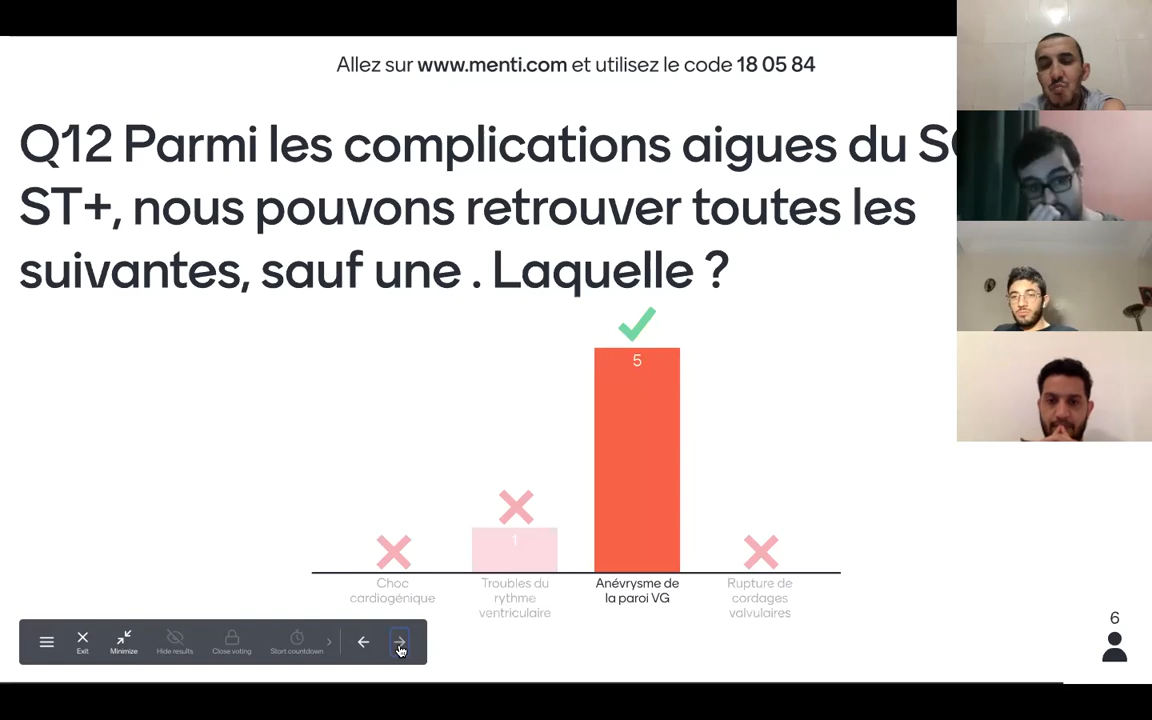 Allez sur www.menti.com et utilisez le code 18 05 84
Q12 Parmi les complications aigues du
ST+, nous pouvons retrouver toutes les
suivantes, sauf une . Laquelle ?
5
1
Choc
cardiogénique
Troubles du
rythme
ventriculaire
Anévrysme de
la paroi VG
Rupture de
cordages
valvulaires
6
Exit
Minimize
Hide results
Close voting
Start countdown